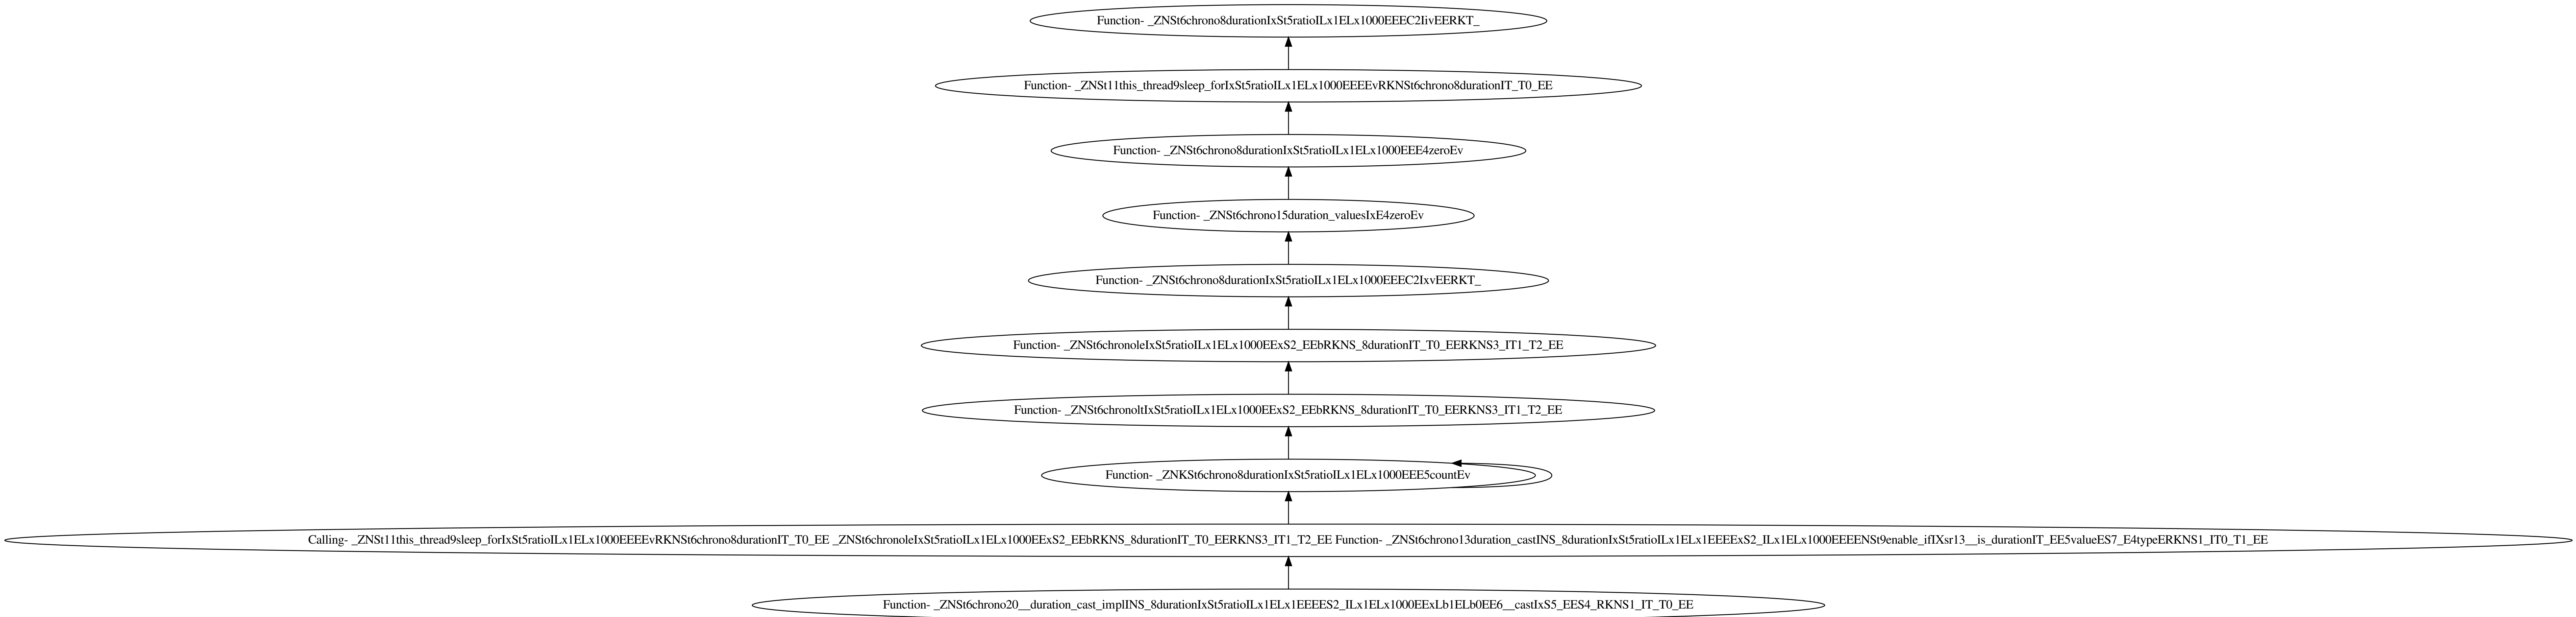 Function- _ZNSt6chrono8durationIxSt5ratioILx1ELx1000EEEC2IivEERKT_
Function- _ZNSt11this_thread9sleep_forIxSt5ratioILx1ELx1000EEEEvRKNSt6chrono8durationIT_T0_EE
Function- _ZNSt6chrono8durationIxSt5ratioILx1ELx1000EEE4zeroEv
Function- _ZNSt6chrono15duration_valuesIxE4zeroEv
Function- _ZNSt6chrono8durationIxSt5ratioILx1ELx1000EEEC2IxvEERKT_
Function- _ZNSt6chronoleIxSt5ratioILx1ELx1000EExS2_EEbRKNS_8durationIT_T0_EERKNS3_IT1_T2_EE
Function- _ZNSt6chronoltIxSt5ratioILx1ELx1000EExS2_EEbRKNS_8durationIT_T0_EERKNS3_IT1_T2_EE
Function- _ZNKSt6chrono8durationIxSt5ratioILx1ELx1000EEE5countEv
Calling- _ZNSt11this_thread9sleep_forIxSt5ratioILx1ELx1000EEEEvRKNSt6chrono8durationIT_T0_EE _ZNSt6chronoleIxSt5ratioILx1ELx1000EExS2_EEbRKNS_8durationIT_T0_EERKNS3_IT1_T2_EE Function- _ZNSt6chrono13duration_castINS_8durationIxSt5ratioILx1ELx1EEEExS2_ILx1ELx1000EEEENSt9enable_ifIXsr13__is_durationIT_EE5valueES7_E4typeERKNS1_IT0_T1_EE
Function- _ZNSt6chrono20__duration_cast_implINS_8durationIxSt5ratioILx1ELx1EEEES2_ILx1ELx1000EExLb1ELb0EE6__castIxS5_EES4_RKNS1_IT_T0_EE